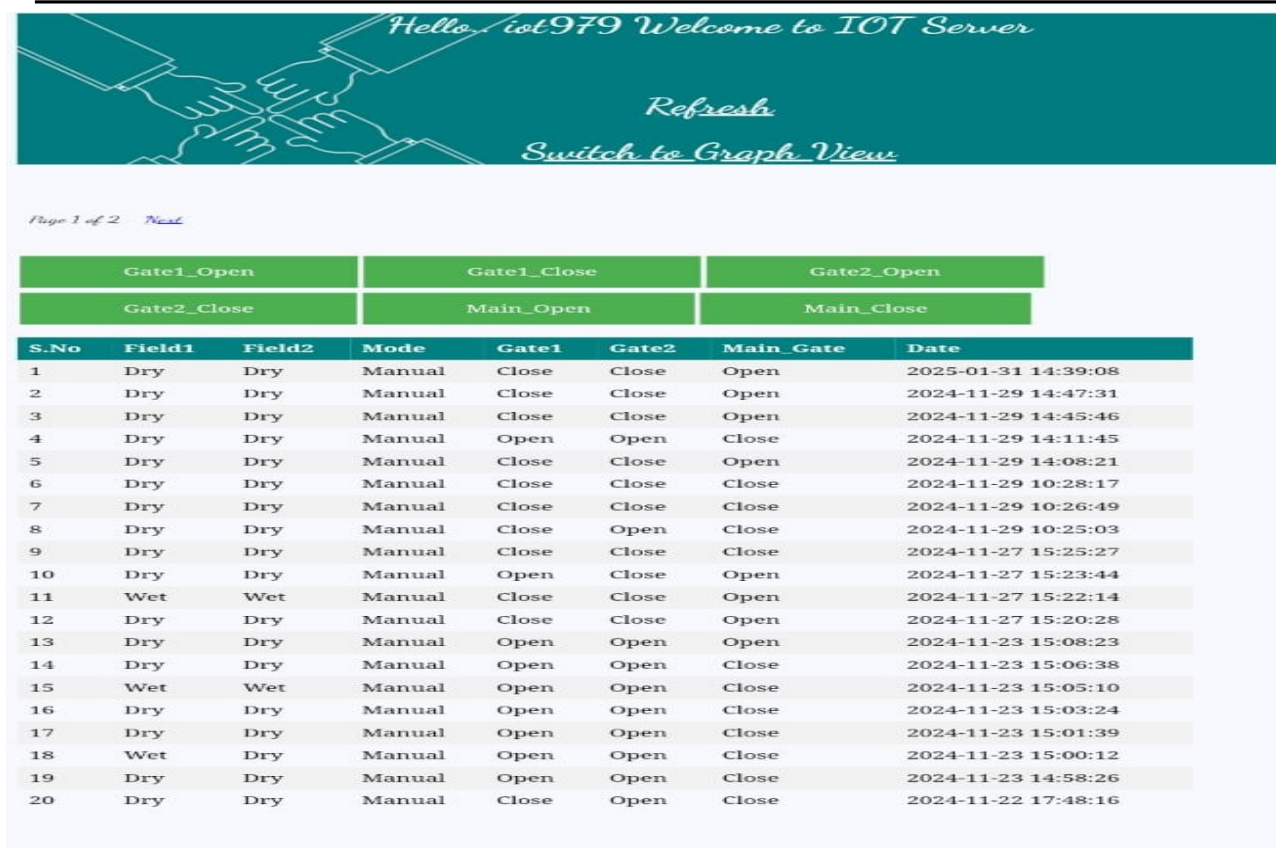 Hello.. iot979 Welcome to IOT Server
Refresh
Switch to Graph View
Page 1 of 2 Next
Gate1_Open Gate1_Close Gate2_Open
Gate2_Close Main_Open Main_Close
S.No Field1 Field2 Mode Gate1 Gate2 Main_Gate Date
1 Dry Dry Manual Close Close Open 2025-01-31 14:39:08
2 Dry Dry Manual Close Close Open 2024-11-29 14:47:31
3 Dry Dry Manual Close Close Open 2024-11-29 14:45:46
4 Dry Dry Manual Open Open Close 2024-11-29 14:11:45
5 Dry Dry Manual Close Close Open 2024-11-29 14:08:21
6 Dry Dry Manual Close Close Close 2024-11-29 10:28:17
7 Dry Dry Manual Close Close Close 2024-11-29 10:26:49
8 Dry Dry Manual Close Open Close 2024-11-29 10:25:03
9 Dry Dry Manual Close Close Close 2024-11-27 15:25:27
10 Dry Dry Manual Open Close Open 2024-11-27 15:23:44
11 Wet Wet Manual Close Close Open 2024-11-27 15:22:14
12 Dry Dry Manual Close Close Open 2024-11-27 15:20:28
13 Dry Dry Manual Open Open Open 2024-11-23 15:08:23
14 Dry Dry Manual Open Open Close 2024-11-23 15:06:38
15 Wet Wet Manual Open Open Close 2024-11-23 15:05:10
16 Dry Dry Manual Open Open Close 2024-11-23 15:03:24
17 Dry Dry Manual Open Open Close 2024-11-23 15:01:39
18 Wet Dry Manual Open Open Close 2024-11-23 15:00:12
19 Dry Dry Manual Open Open Close 2024-11-23 14:58:26
20 Dry Dry Manual Close Open Close 2024-11-22 17:48:16